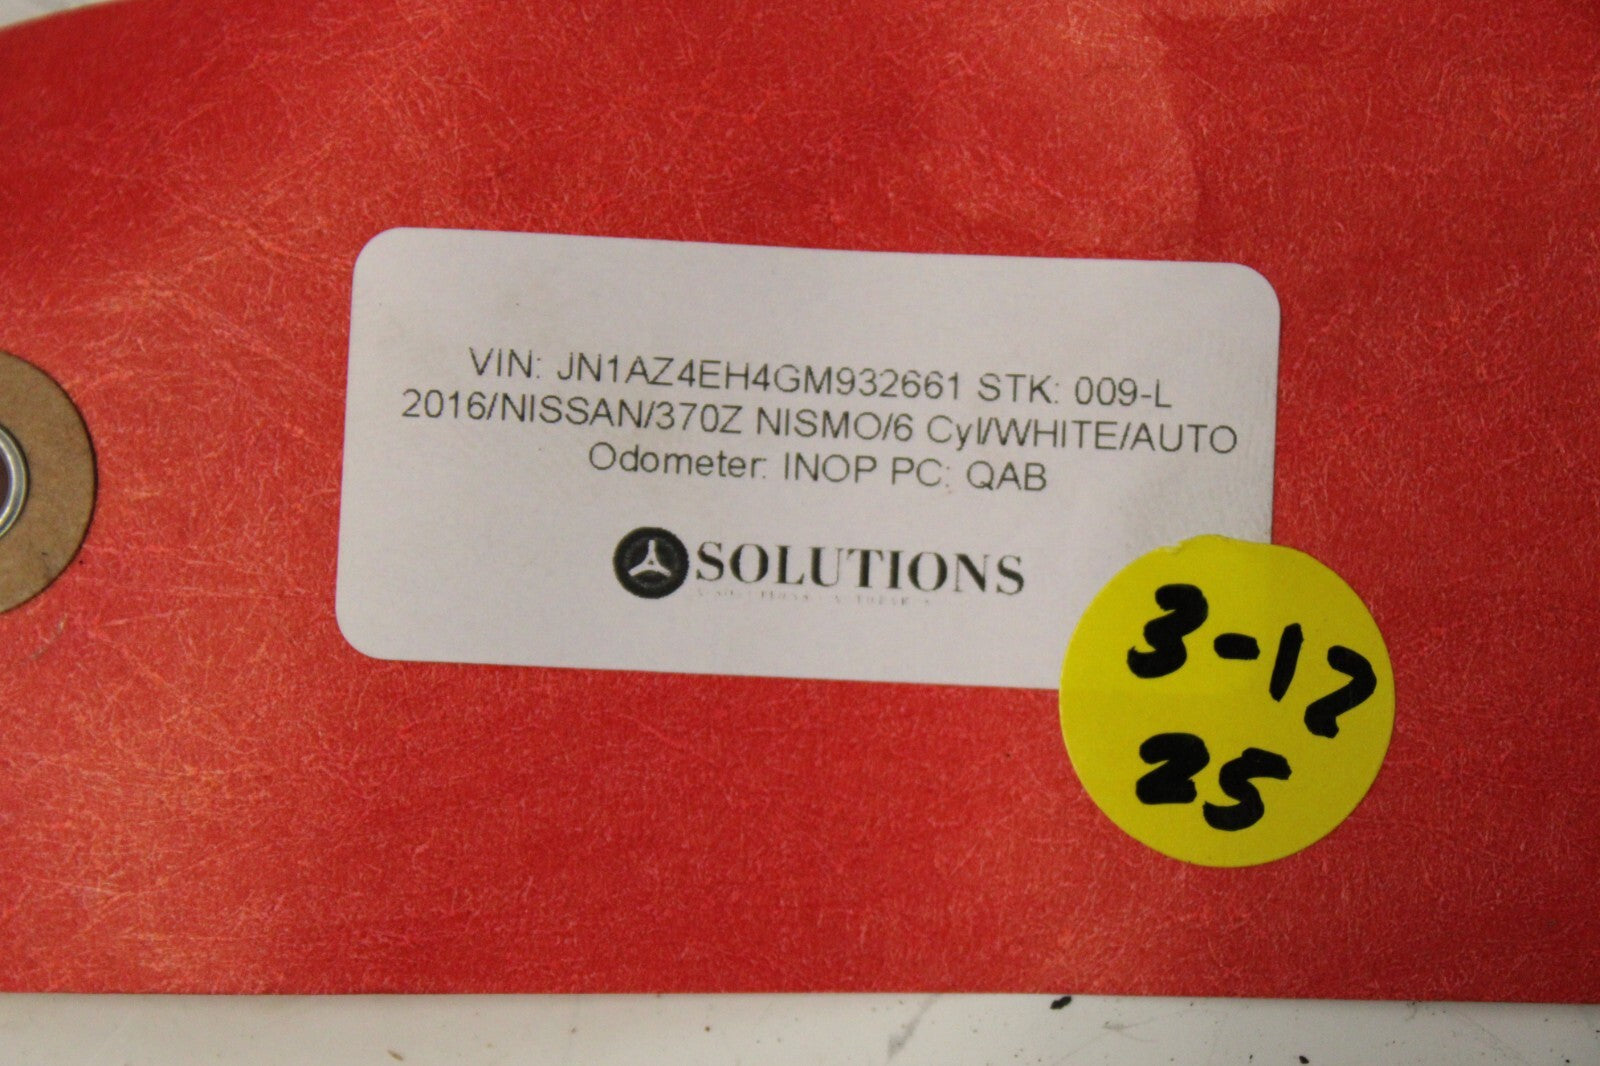 VIN: JN1AZ4EH4GM932661 STK: 009-L
2016/NISSAN/370Z NISMO/6 Cyl/WHITE/AUTO
Odometer: INOP PC: QAB
SOLUTIONS
3-17
25